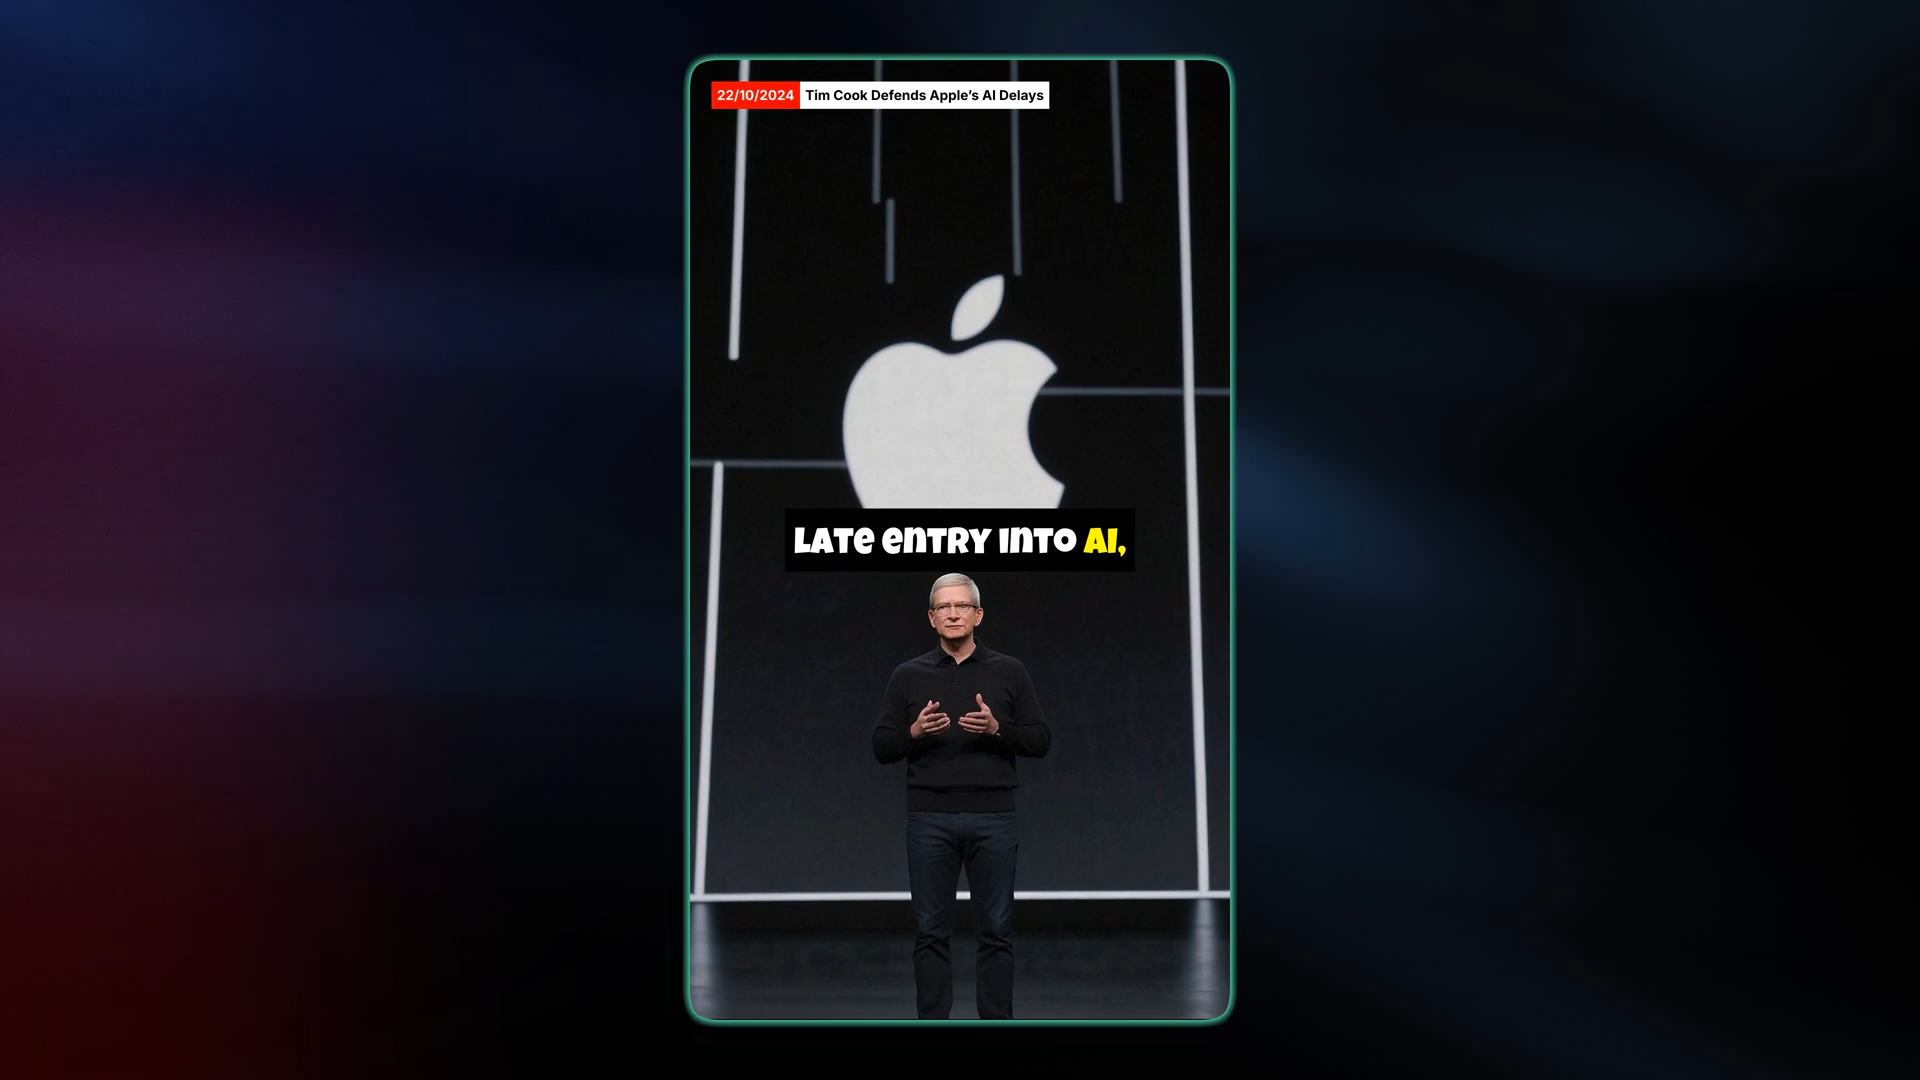 22/10/2024 Tim Cook Defends Apple’s AI Delays
LATE ENTRY INTO AI,